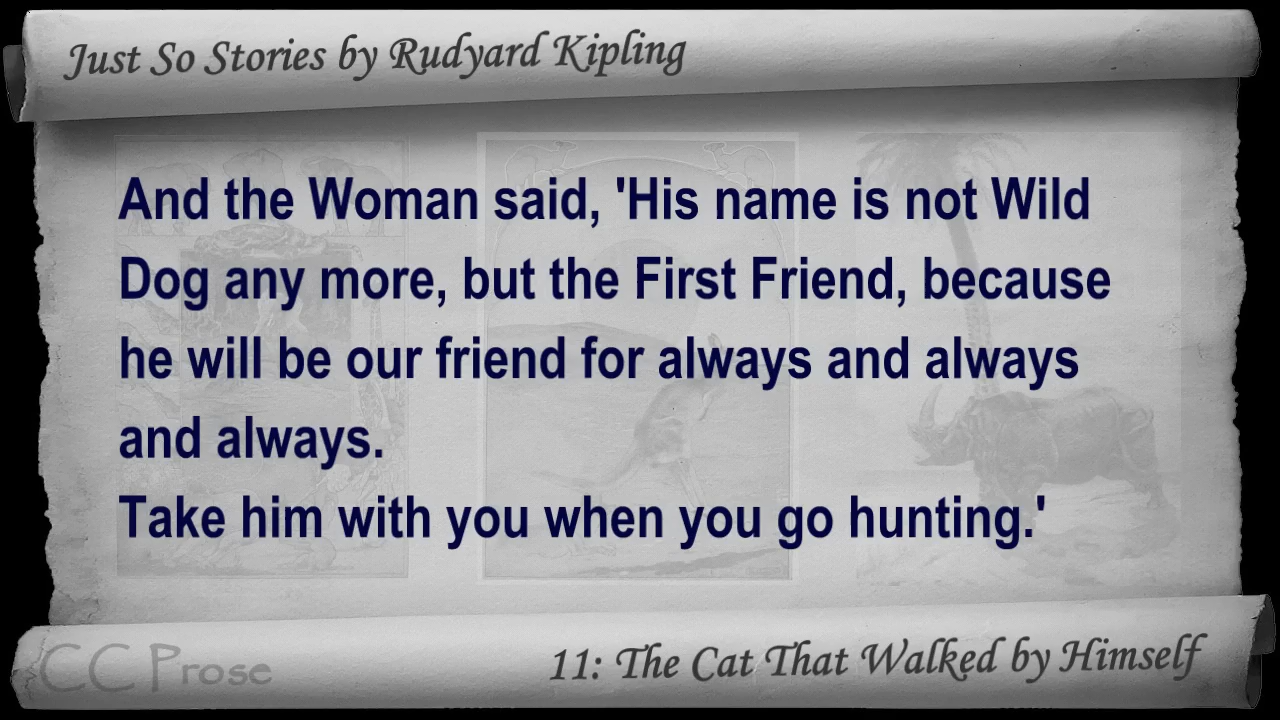 Just So Stories by Rudyard Kipling
And the Woman said, 'His name is not Wild
Dog any more, but the First Friend, because
he will be our friend for always and always
and always.
Take him with you when you go hunting.'
CC Prose
11: The Cat That Walked by Himself